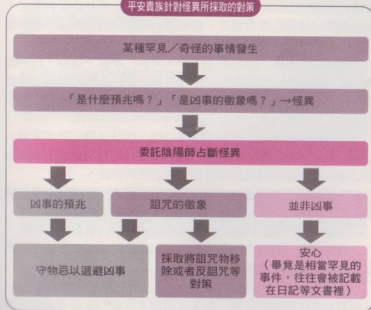 平安貴族針對怪異所採取的對策
某種罕見／奇怪的事情發生
「是什麼預兆嗎？」「是凶事的徵象嗎？」→怪異
委託陰陽師占斷怪異
凶事的預兆
詛咒的徵象
並非凶事
守物忌以迴避凶事
採取將詛咒物移
除或者反詛咒等
對策
安心
（畢竟是相當罕見的
事件，往往會被記載
在日記等文書裡）